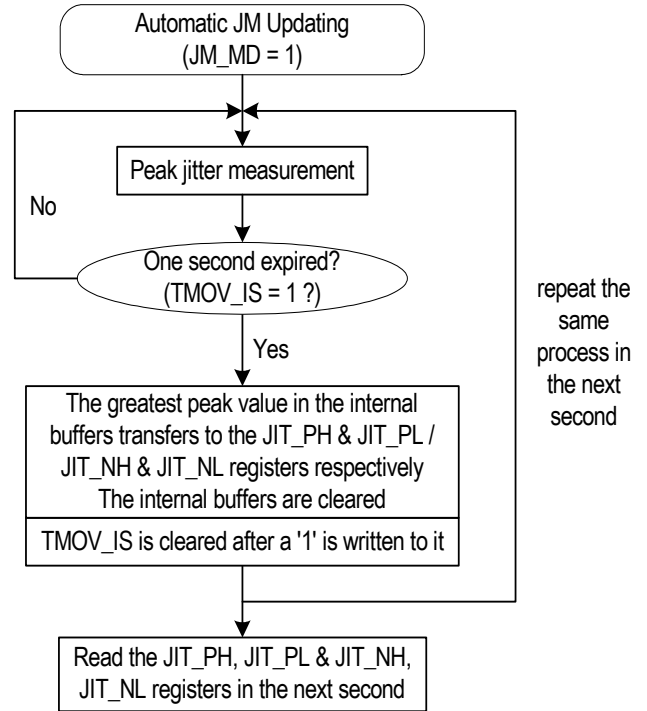 Automatic JM Updating
(JM_MD = 1)
Peak jitter measurement
No
One second expired?
(TMOV_IS = 1 ?)
repeat the
same
process in
the next
second
Yes
The greatest peak value in the internal
buffers transfers to the JIT_PH & JIT_PL /
JIT_NH & JIT_NL registers respectively
The internal buffers are cleared
TMOV_IS is cleared after a '1' is written to it
Read the JIT_PH, JIT_PL & JIT_NH,
JIT_NL registers in the next second